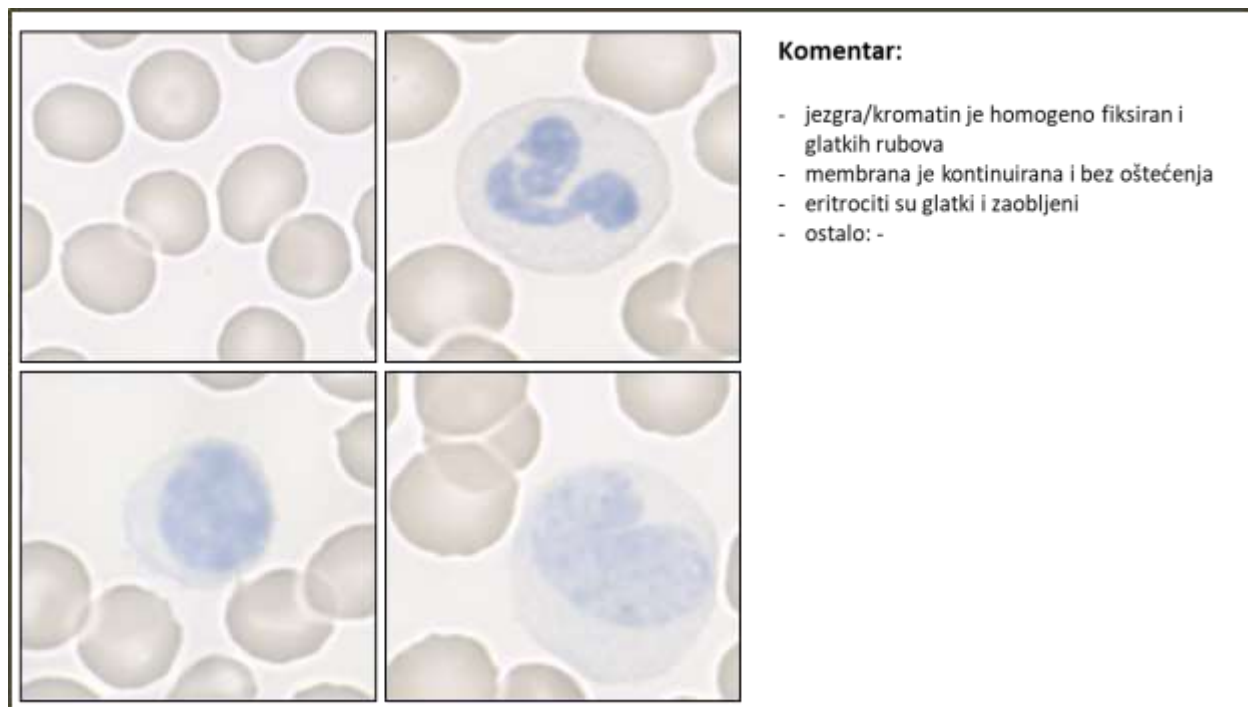 Komentar:
- jezgra/kromatin je homogeno fiksiran i
glatkih rubova
- membrana je kontinuirana i bez oštećenja
- eritrociti su glatki i zaobljeni
- ostalo: -